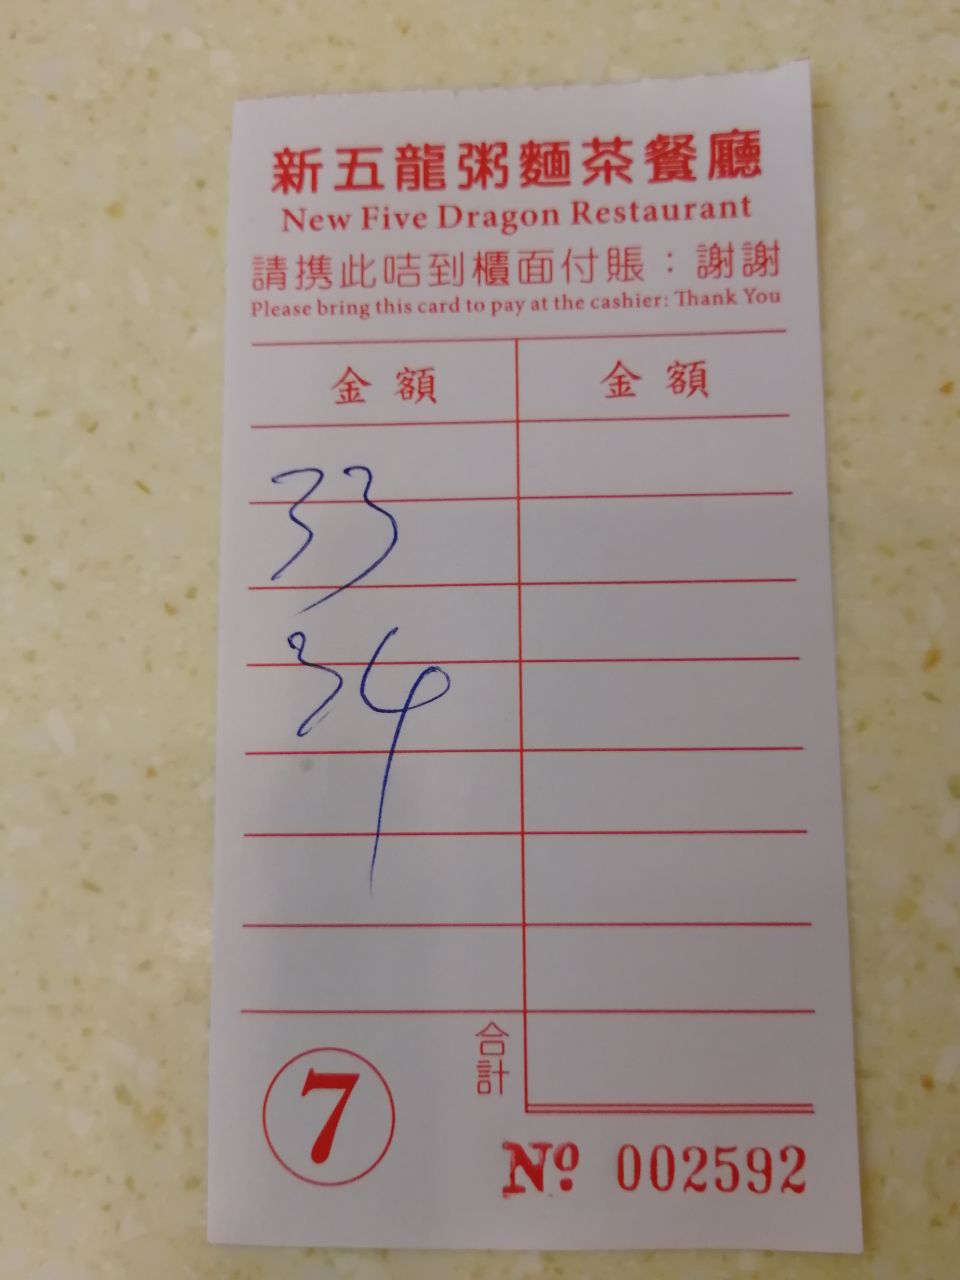 新五龍粥麵茶餐廳
New Five Dragon Restaurant
請携此咭到櫃面付賬：謝謝
Please bring this card to pay at the cashier: Thank You
金額 金額
33
34
合計
7
Nº 002592